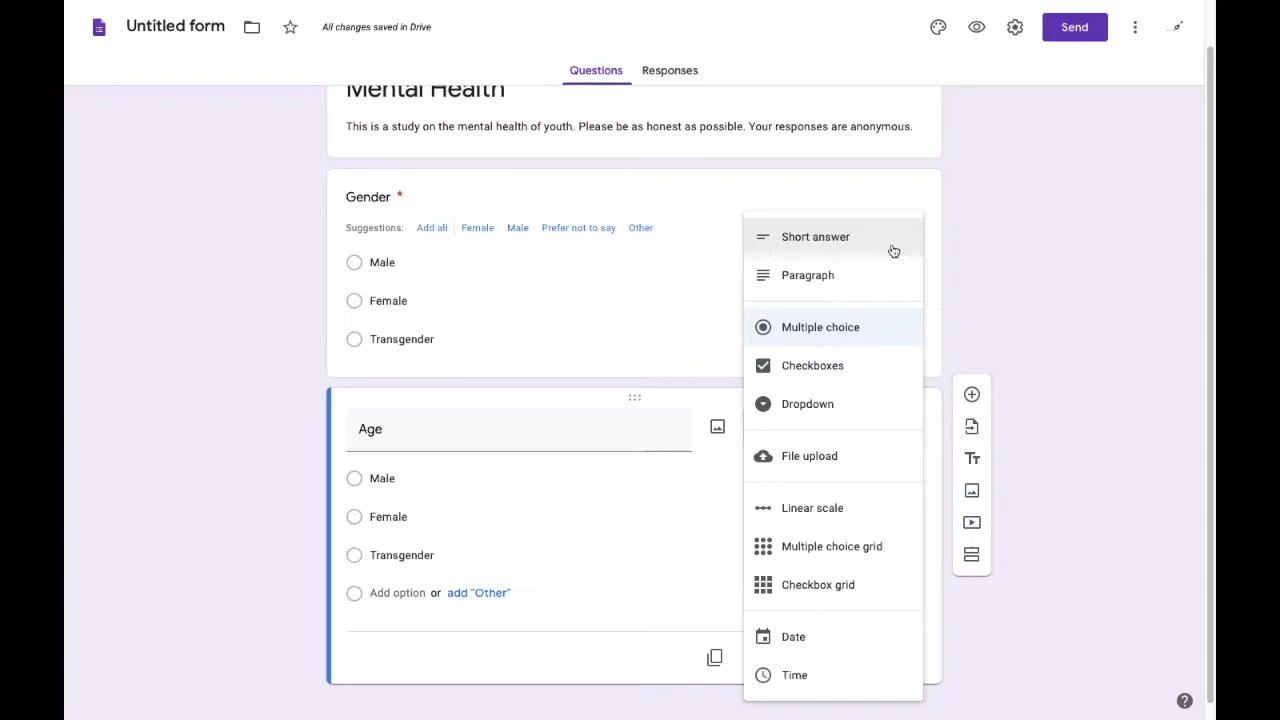 Untitled form
All changes saved in Drive
Send
Questions Responses
Mental Health
This is a study on the mental health of youth. Please be as honest as possible. Your responses are anonymous.
Gender *
Suggestions: Add all Female Male Prefer not to say Other
Male
Female
Transgender
Age
Male
Female
Transgender
Add option or add "Other"
Short answer
Paragraph
Multiple choice
Checkboxes
Dropdown
File upload
Linear scale
Multiple choice grid
Checkbox grid
Date
Time